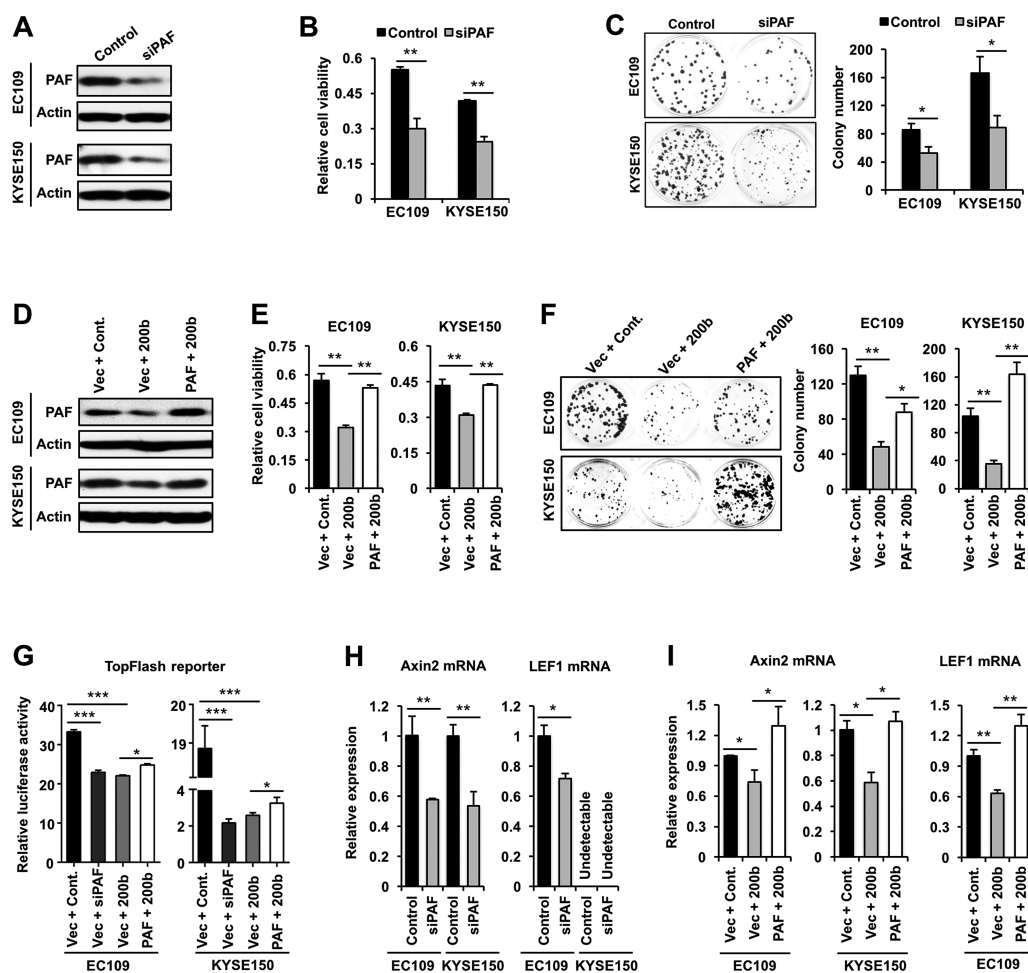 A
Control
siPAF
EC109
PAF
Actin
KYSE150
PAF
Actin
B
Control
siPAF
Relative cell viability
0.6
0.45
0.3
0.15
0
**
**
EC109
KYSE150
C
Control
siPAF
EC109
KYSE150
Control
siPAF
Colony number
200
160
120
80
40
0
*
*
EC109
KYSE150
D
Vec + Cont.
Vec + 200b
PAF + 200b
EC109
PAF
Actin
KYSE150
PAF
Actin
E
EC109
Relative cell viability
0.75
0.6
0.45
0.3
0.15
0
**
**
Vec + Cont.
Vec + 200b
PAF + 200b
KYSE150
0.6
0.45
0.3
0.15
0
**
**
Vec + Cont.
Vec + 200b
PAF + 200b
F
Vec + Cont.
Vec + 200b
PAF + 200b
EC109
KYSE150
EC109
Colony number
160
120
80
40
0
**
*
Vec + Cont.
Vec + 200b
PAF + 200b
KYSE150
200
160
120
80
40
0
**
**
Vec + Cont.
Vec + 200b
PAF + 200b
G
TopFlash reporter
Relative luciferase activity
40
30
20
10
0
***
***
*
Vec + Cont.
Vec + siPAF
Vec + 200b
PAF + 200b
EC109
20
19
4
2
0
***
***
*
Vec + Cont.
Vec + siPAF
Vec + 200b
PAF + 200b
KYSE150
H
Axin2 mRNA
Relative expression
1.2
1
0.8
0.6
0.4
0.2
0
**
**
Control
siPAF
Control
siPAF
EC109
KYSE150
LEF1 mRNA
1.2
1
0.8
0.6
0.4
0.2
0
*
Undetectable
Undetectable
Control
siPAF
Control
siPAF
EC109
KYSE150
I
Axin2 mRNA
Relative expression
1.5
1.2
0.9
0.6
0.3
0
*
*
Vec + Cont.
Vec + 200b
PAF + 200b
EC109
1.2
1
0.8
0.6
0.4
0.2
0
*
*
Vec + Cont.
Vec + 200b
PAF + 200b
KYSE150
LEF1 mRNA
1.5
1.2
0.9
0.6
0.3
0
**
**
Vec + Cont.
Vec + 200b
PAF + 200b
EC109